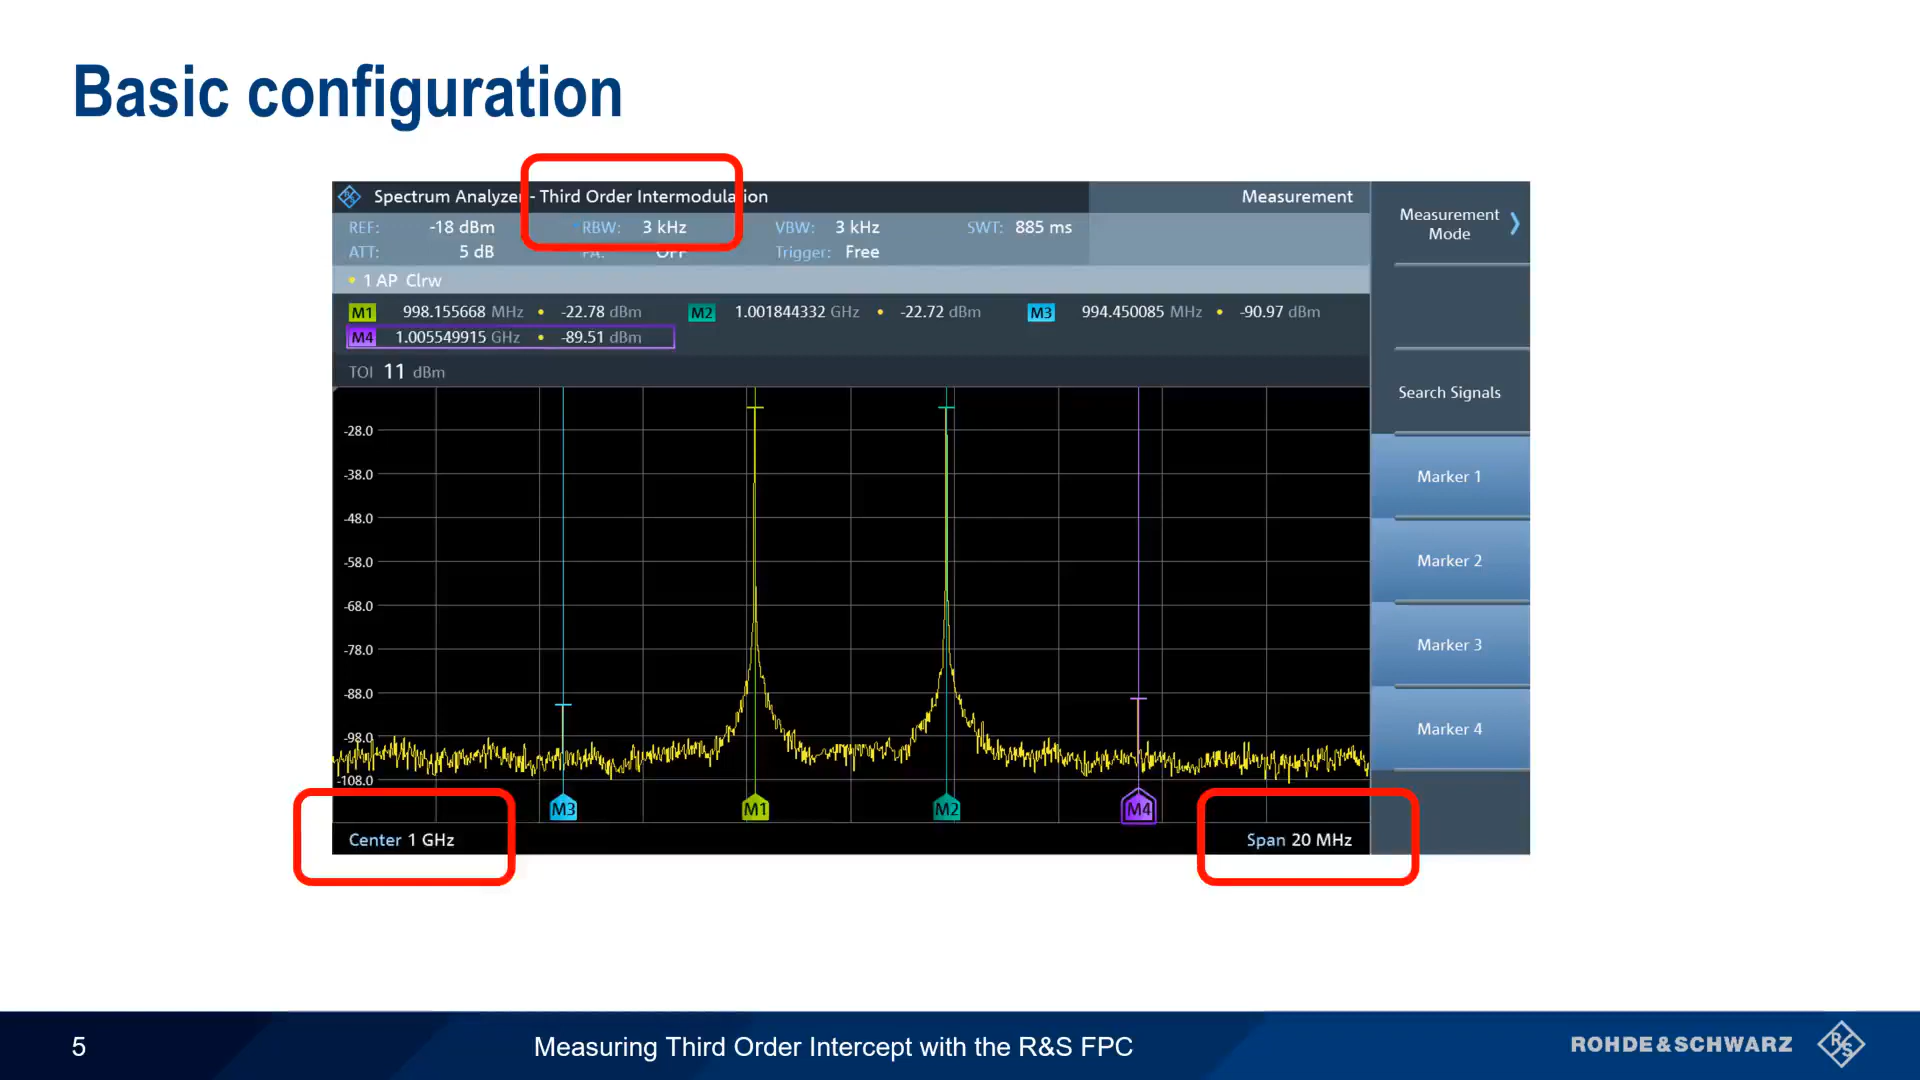 Basic configuration
Spectrum Analyzer - Third Order Intermodulation Measurement
REF: -18 dBm RBW: 3 kHz VBW: 3 kHz SWT: 885 ms
ATT: 5 dB PA: OFF Trigger: Free
1 AP Clrw
M1 998.155668 MHz • -22.78 dBm M2 1.001844332 GHz • -22.72 dBm M3 994.450085 MHz • -90.97 dBm
M4 1.005549915 GHz • -89.51 dBm
TOI 11 dBm
-28.0
-38.0
-48.0
-58.0
-68.0
-78.0
-88.0
-98.0
-108.0
M3 M1 M2 M4
Center 1 GHz Span 20 MHz
Measurement
Mode
Search Signals
Marker 1
Marker 2
Marker 3
Marker 4
5 Measuring Third Order Intercept with the R&S FPC ROHDE&SCHWARZ R&S